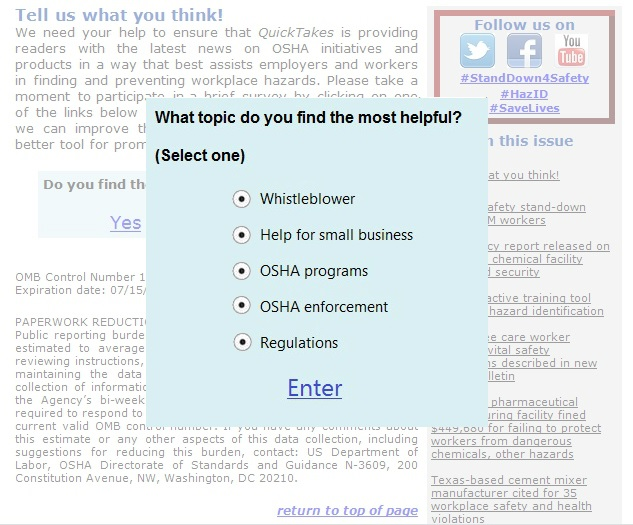 Tell us what you think!
We need your help to ensure that QuickTakes is providing
readers with the latest news on OSHA initiatives and
products in a way that best assists employers and workers
in finding and preventing workplace hazards. Please take a
moment to participate in a brief survey by clicking on one
of the links below
we can improve th
better tool for prom
Do you find the
Yes
OMB Control Number 1
Expiration date: 07/15/
PAPERWORK REDUCTI
Public reporting burde
estimated to average
reviewing instructions,
maintaining the data
collection of informatio
the Agency's bi-week
required to respond to
current valid OMB control number. If you have any comments about
this estimate or any other aspects of this data collection, including
suggestions for reducing this burden, contact: US Department of
Labor, OSHA Directorate of Standards and Guidance N-3609, 200
Constitution Avenue, NW, Washington, DC 20210.
return to top of page
What topic do you find the most helpful?
(Select one)
Whistleblower
Help for small business
OSHA programs
OSHA enforcement
Regulations
Enter
Follow us on
You
Tube
#StandDown4Safety
#HazID
#SaveLives
n this issue
at you think!
afety stand-down
M workers
cy report released on
chemical facility
d security
active training tool
hazard identification
ee care worker
vital safety
ns described in new
lletin
pharmaceutical
uring facility fined
$449,680 for failing to protect
workers from dangerous
chemicals, other hazards
Texas-based cement mixer
manufacturer cited for 35
workplace safety and health
violations